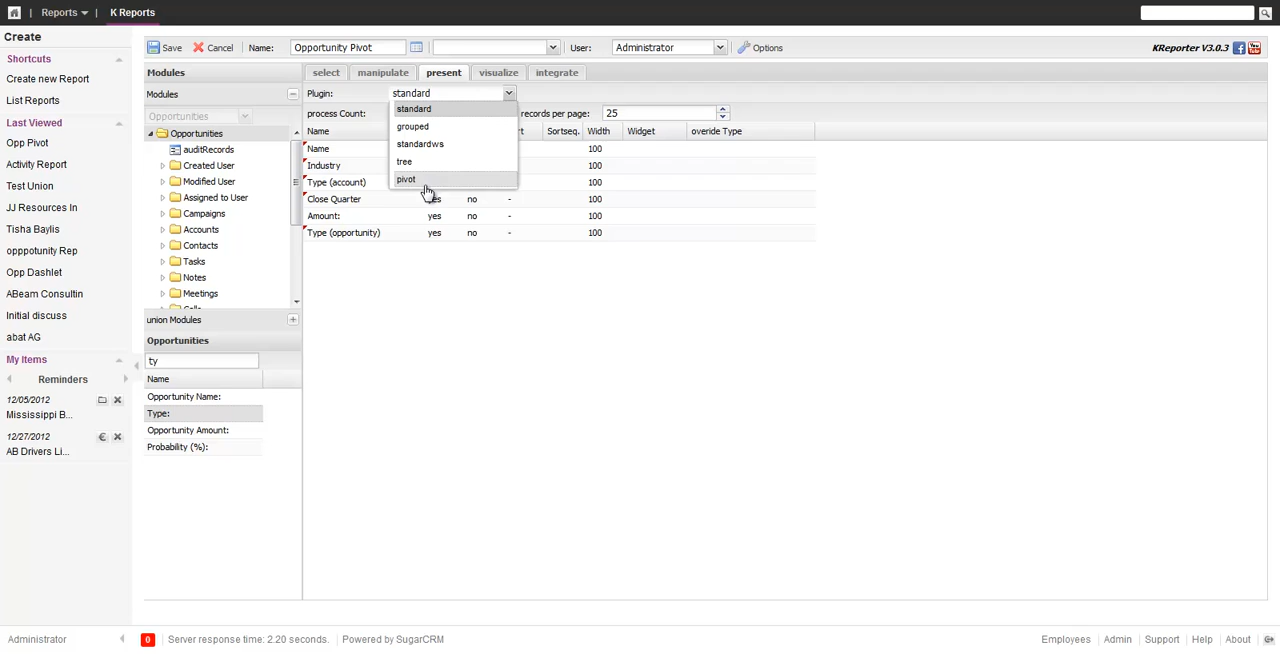 Reports | K Reports
Create
Shortcuts
Create new Report
List Reports
Last Viewed
Opp Pivot
Activity Report
Test Union
JJ Resources In
Tisha Baylis
opppotunity Rep
Opp Dashlet
ABeam Consultin
Initial discuss
abat AG
My Items
Reminders
12/05/2012
Mississippi B...
12/27/2012
AB Drivers Li...
Save Cancel Name: Opportunity Pivot User: Administrator Options KReporter V3.0.3
Modules
Modules
Opportunities
Opportunities
auditRecords
Created User
Modified User
Assigned to User
Campaigns
Accounts
Contacts
Tasks
Notes
Meetings
union Modules
Opportunities
ty
Name
Opportunity Name:
Type:
Opportunity Amount:
Probability (%):
select manipulate present visualize integrate
Plugin: standard
standard
grouped
standardws
tree
pivot
process Count: records per page: 25
Name Sortseq. Width Widget overide Type
Name 100
Industry 100
Type (account) 100
Close Quarter yes no - 100
Amount: yes no - 100
Type (opportunity) yes no - 100
Administrator 0 Server response time: 2.20 seconds. Powered by SugarCRM Employees | Admin | Support | Help | About